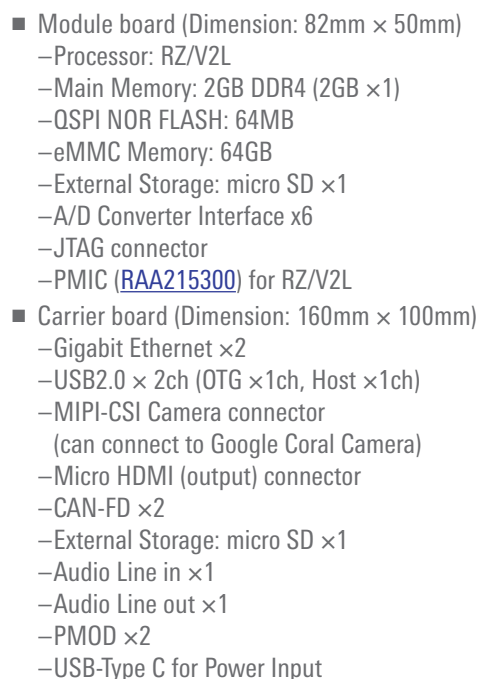 ■ Module board (Dimension: 82mm × 50mm)
–Processor: RZ/V2L
–Main Memory: 2GB DDR4 (2GB ×1)
–QSPI NOR FLASH: 64MB
–eMMC Memory: 64GB
–External Storage: micro SD ×1
–A/D Converter Interface x6
–JTAG connector
–PMIC (RAA215300) for RZ/V2L
■ Carrier board (Dimension: 160mm × 100mm)
–Gigabit Ethernet ×2
–USB2.0 × 2ch (OTG ×1ch, Host ×1ch)
–MIPI-CSI Camera connector
(can connect to Google Coral Camera)
–Micro HDMI (output) connector
–CAN-FD ×2
–External Storage: micro SD ×1
–Audio Line in ×1
–Audio Line out ×1
–PMOD ×2
–USB-Type C for Power Input